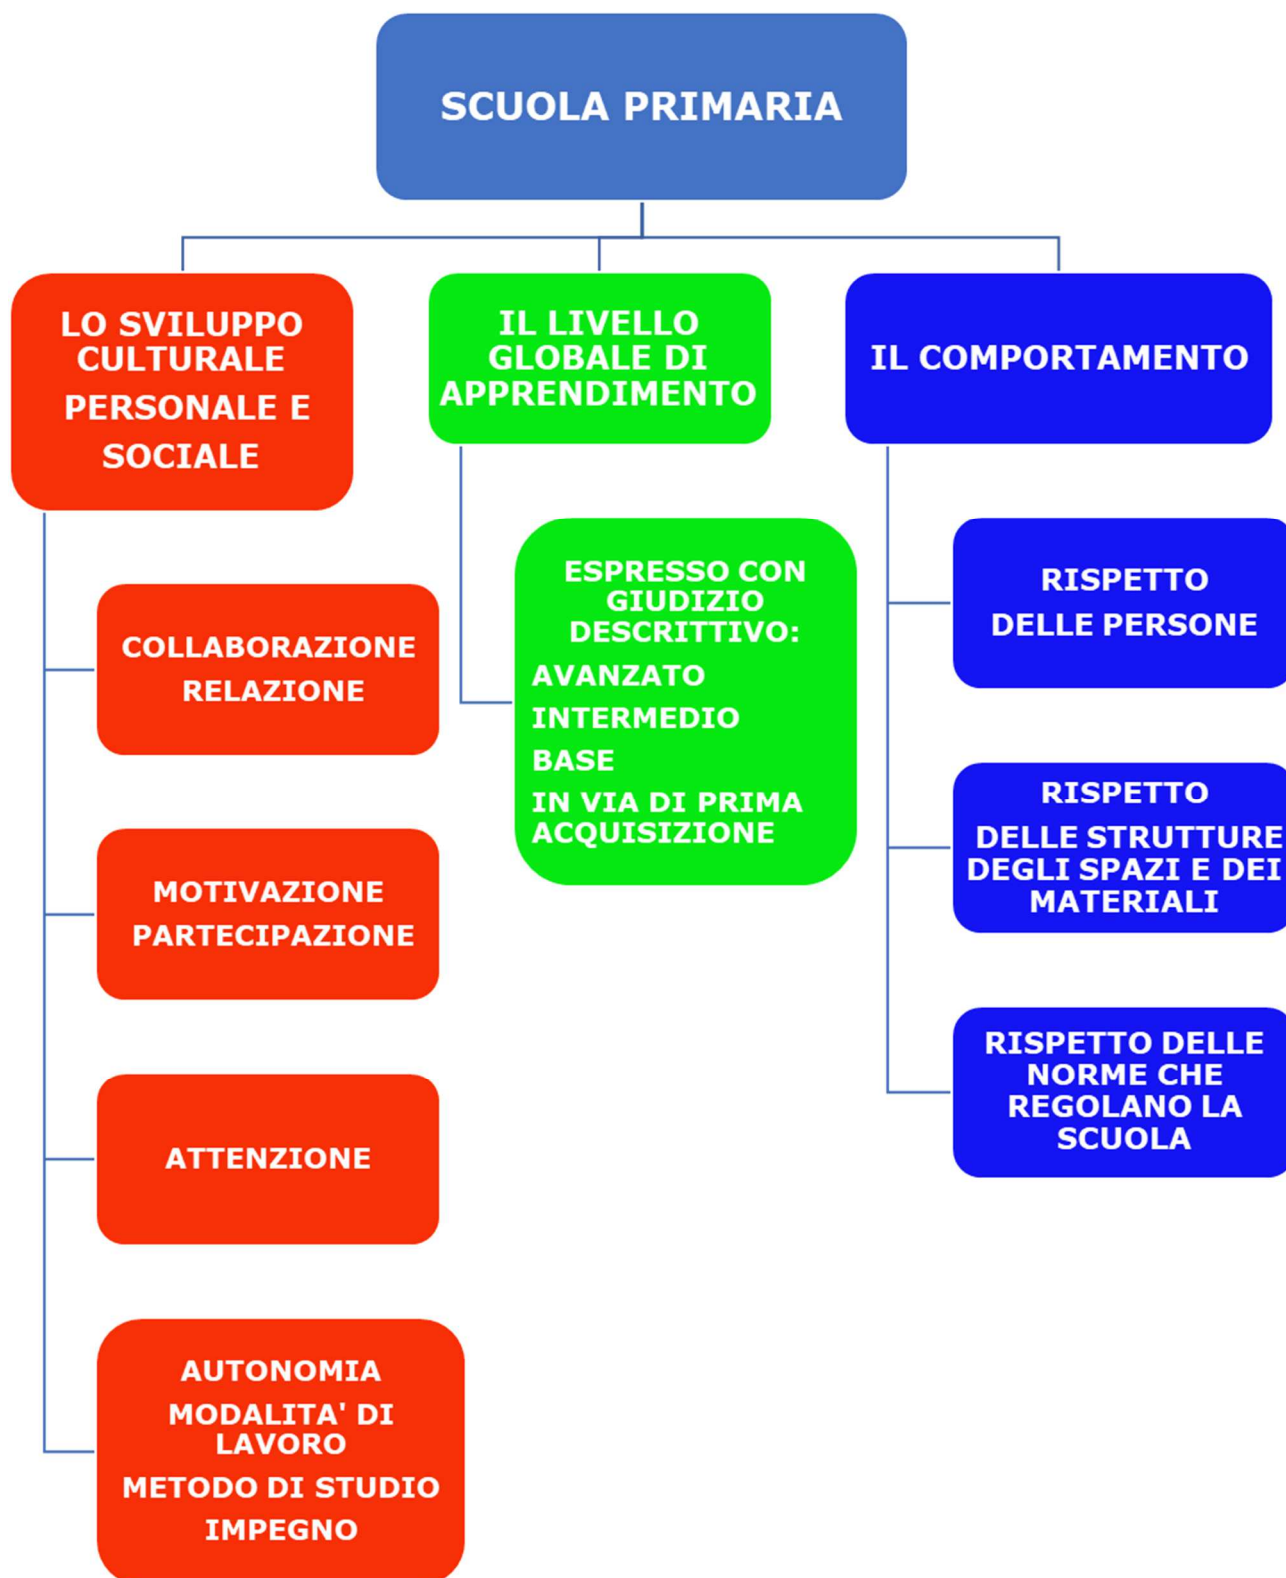 SCUOLA PRIMARIA
LO SVILUPPO
CULTURALE
PERSONALE E
SOCIALE
COLLABORAZIONE
RELAZIONE
MOTIVAZIONE
PARTECIPAZIONE
ATTENZIONE
AUTONOMIA
MODALITA' DI
LAVORO
METODO DI STUDIO
IMPEGNO
IL LIVELLO
GLOBALE DI
APPRENDIMENTO
ESPRESSO CON
GIUDIZIO
DESCRITTIVO:
AVANZATO
INTERMEDIO
BASE
IN VIA DI PRIMA
ACQUISIZIONE
IL COMPORTAMENTO
RISPETTO
DELLE PERSONE
RISPETTO
DELLE STRUTTURE
DEGLI SPAZI E DEI
MATERIALI
RISPETTO DELLE
NORME CHE
REGOLANO LA
SCUOLA